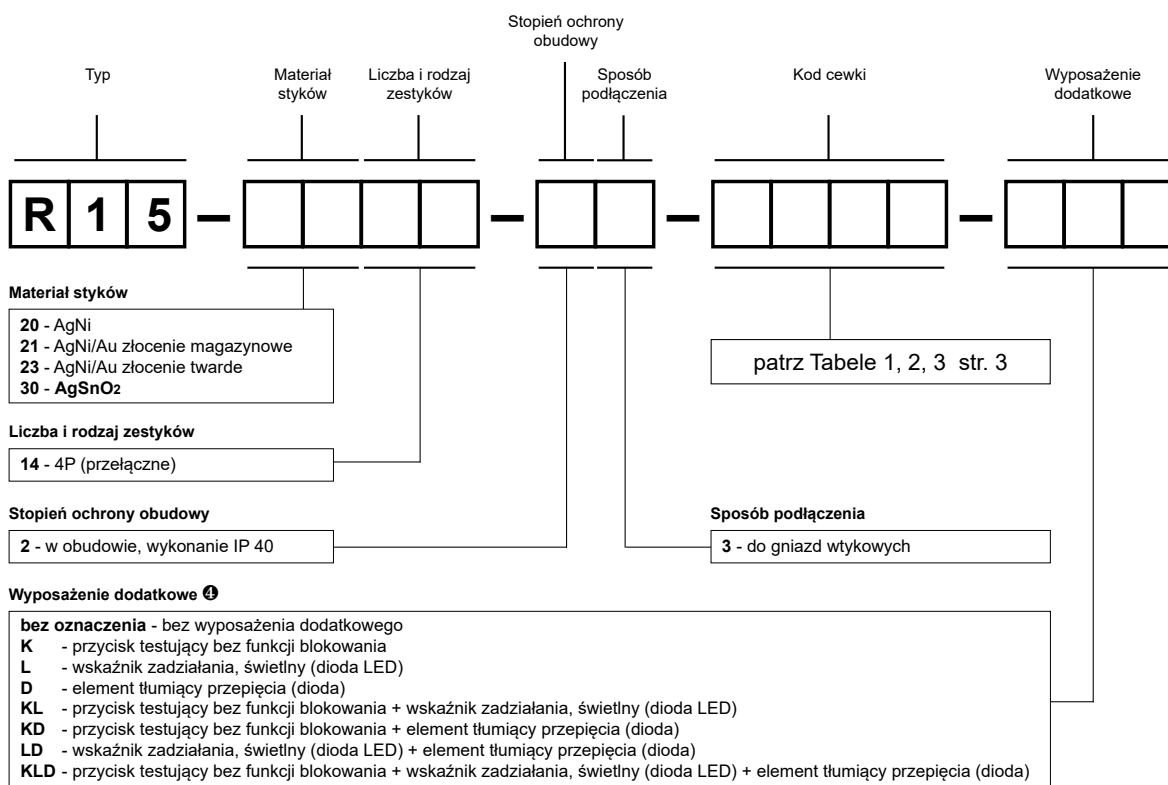 Stopień ochrony
obudowy
Typ
Materiał
styków
Liczba i rodzaj
zestyków
Sposób
podłączenia
Kod cewki
Wyposażenie
dodatkowe
R 1 5 – – – –
Materiał styków
20 - AgNi
21 - AgNi/Au złocenie magazynowe
23 - AgNi/Au złocenie twarde
30 - AgSnO2
patrz Tabele 1, 2, 3 str. 3
Liczba i rodzaj zestyków
14 - 4P (przełączne)
Stopień ochrony obudowy
2 - w obudowie, wykonanie IP 40
Sposób podłączenia
3 - do gniazd wtykowych
Wyposażenie dodatkowe ❹
bez oznaczenia - bez wyposażenia dodatkowego
K - przycisk testujący bez funkcji blokowania
L - wskaźnik zadziałania, świetlny (dioda LED)
D - element tłumiący przepięcia (dioda)
KL - przycisk testujący bez funkcji blokowania + wskaźnik zadziałania, świetlny (dioda LED)
KD - przycisk testujący bez funkcji blokowania + element tłumiący przepięcia (dioda)
LD - wskaźnik zadziałania, świetlny (dioda LED) + element tłumiący przepięcia (dioda)
KLD - przycisk testujący bez funkcji blokowania + wskaźnik zadziałania, świetlny (dioda LED) + element tłumiący przepięcia (dioda)